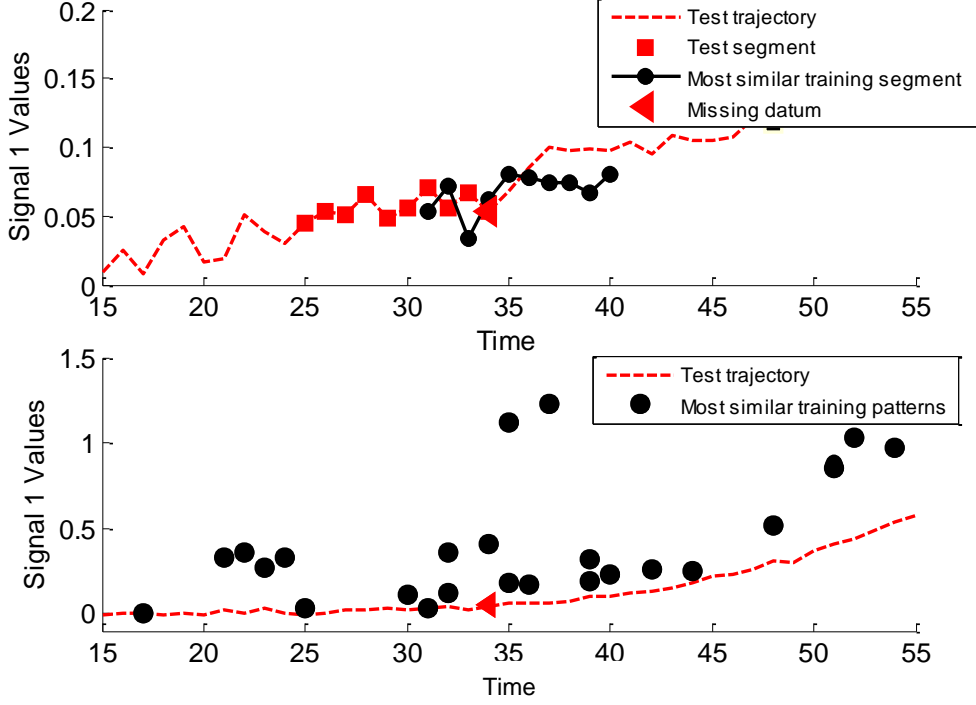 0.2
0.15
0.1
0.05
0
Signal 1 Values
Test trajectory
Test segment
Most similar training segment
Missing datum
15 20 25 30 35 40 45 50 55
Time
1.5
1
0.5
0
Signal 1 Values
Test trajectory
Most similar training patterns
15 20 25 30 35 40 45 50 55
Time